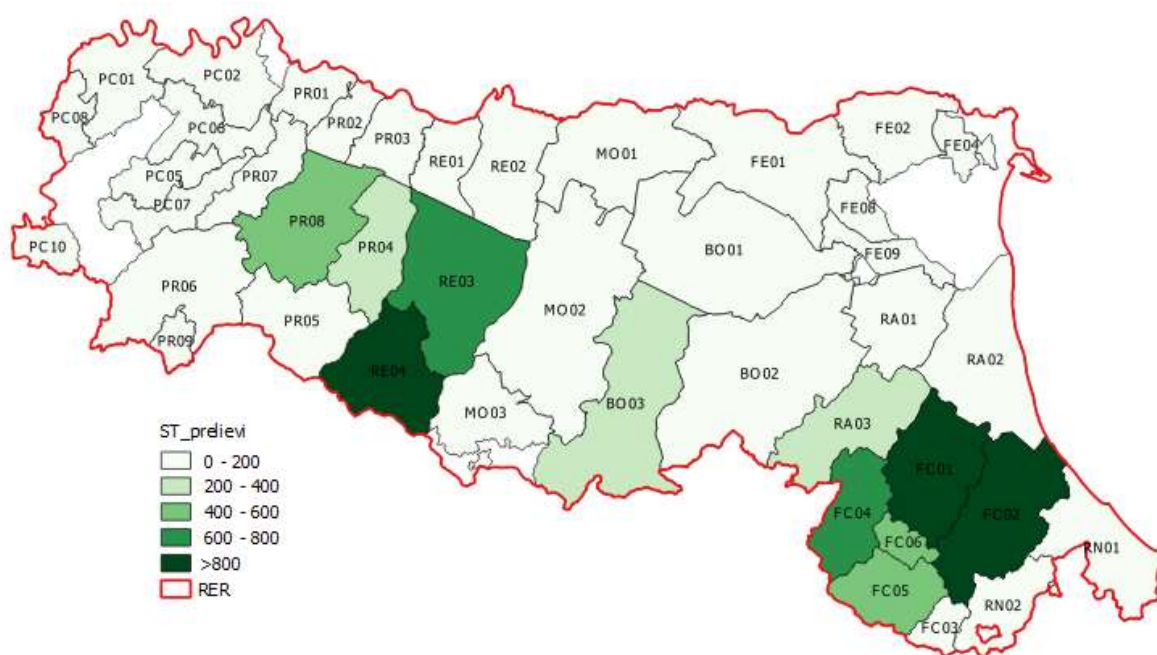 PC01
PC02
PC08
PR01
PR02
PR03
PC06
RE01
RE02
MO01
FE01
FE02
FE04
PC05
PR07
PC07
FE08
PC10
PR08
PR04
BO01
FE09
RE03
PR06
MO02
PR05
RA01
PR09
RE04
BO02
RA02
BO03
MO03
RA03
ST_prelievi
0 - 200
200 - 400
400 - 600
600 - 800
>800
RER
FC01
FC04
FC02
FC06
RN01
FC05
RN02
FC03